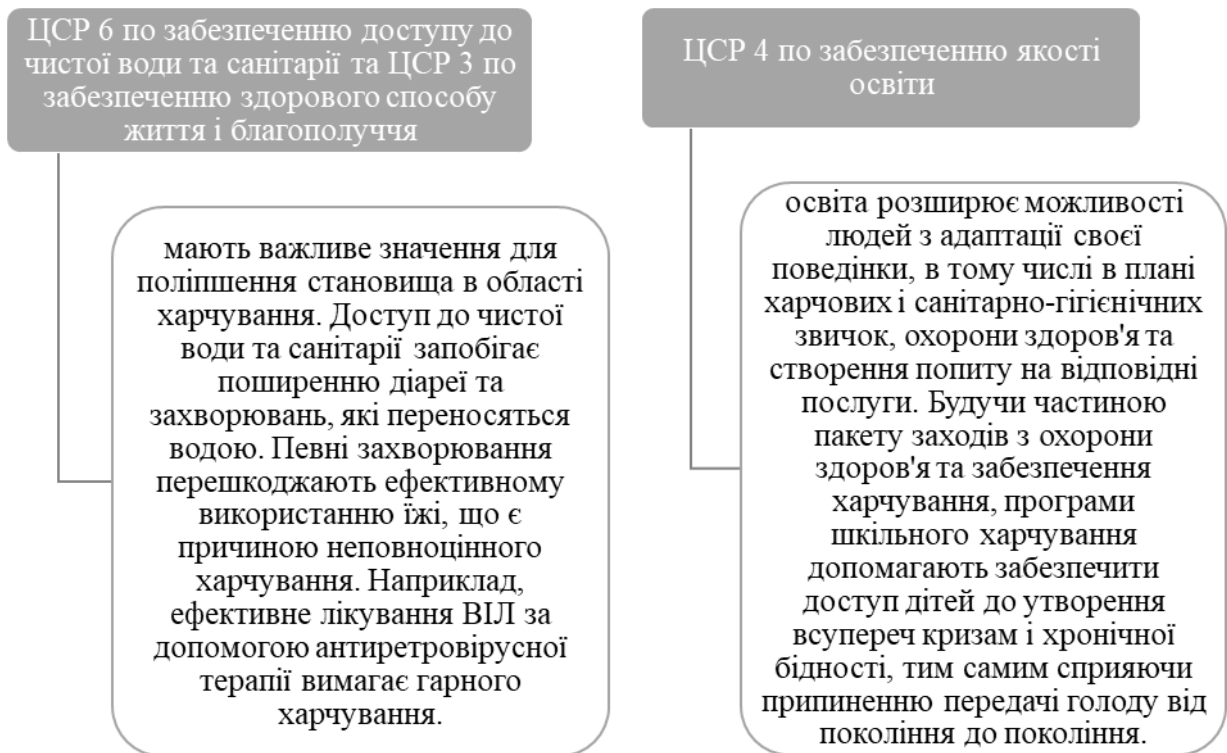 ЦСР 6 по забезпеченню доступу до
чистої води та санітарії та ЦСР 3 по
забезпеченню здорового способу
життя і благополуччя
мають важливе значення для
поліпшення становища в області
харчування. Доступ до чистої
води та санітарії запобігає
поширенню діареї та
захворювань, які переносяться
водою. Певні захворювання
перешкоджають ефективному
використанню їжі, що є
причиною неповноцінного
харчування. Наприклад,
ефективне лікування ВІЛ за
допомогою антиретровірусної
терапії вимагає гарного
харчування.
ЦСР 4 по забезпеченню якості
освіти
освіта розширює можливості
людей з адаптації своєї
поведінки, в тому числі в плані
харчових і санітарно-гігієнічних
звичок, охорони здоров'я та
створення попиту на відповідні
послуги. Будучи частиною
пакету заходів з охорони
здоров'я та забезпечення
харчування, програми
шкільного харчування
допомагають забезпечити
доступ дітей до утворення
всупереч кризам і хронічної
бідності, тим самим сприяючи
припиненню передачі голоду від
покоління до покоління.